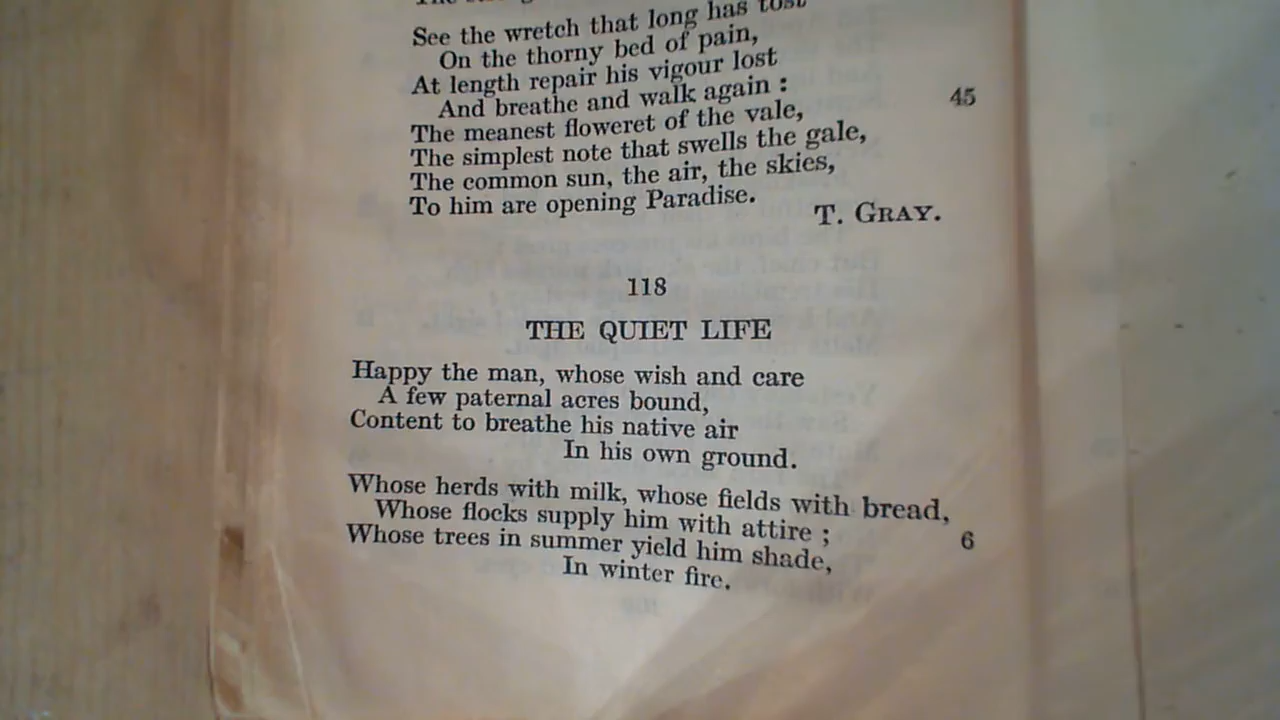 See the wretch that long has tost
On the thorny bed of pain,
At length repair his vigour lost
And breathe and walk again :
45
The meanest floweret of the vale,
The simplest note that swells the gale,
The common sun, the air, the skies,
To him are opening Paradise.
T. GRAY.
118
THE QUIET LIFE
Happy the man, whose wish and care
A few paternal acres bound,
Content to breathe his native air
In his own ground.
Whose herds with milk, whose fields with bread,
Whose flocks supply him with attire ;
6
Whose trees in summer yield him shade,
In winter fire.